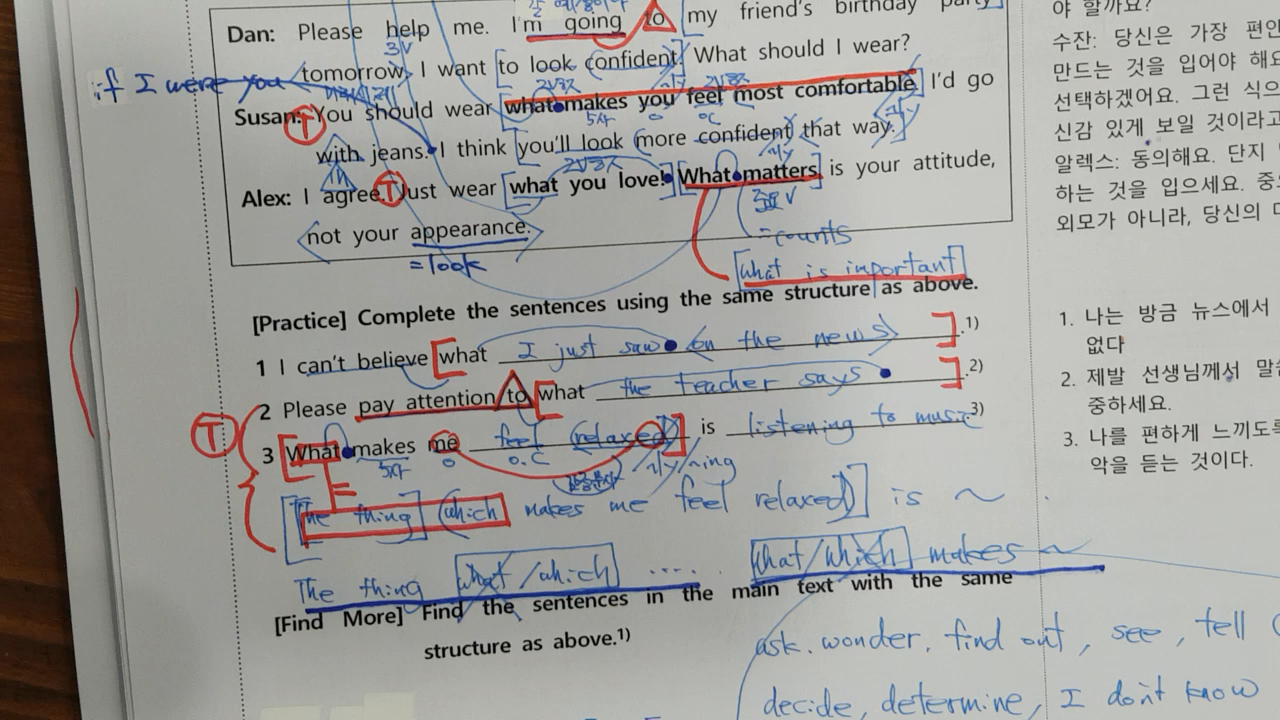 Dan: Please help me. I'm going to my friend's birthday party
tomorrow. I want to look confident. What should I wear?
if I were you
Susan: You should wear what makes you feel most comfortable. I'd go
with jeans. I think you'll look more confident that way.
Alex: I agree. Just wear what you love! What matters is your attitude,
not your appearance.
= look
= counts
what is important
[Practice] Complete the sentences using the same structure as above.
1 I can't believe what I just saw on the news .1)
2 Please pay attention to what the teacher says .2)
3 What makes me feel relaxed is listening to music 3)
The thing which makes me feel relaxed is ~ .
The thing what/which ..... what/which makes ~
[Find More] Find the sentences in the main text with the same
structure as above.1)
ask. wonder. find out, see, tell
decide, determine, I don't know
야 할까요?
수잔: 당신은 가장 편안
만드는 것을 입어야 해요
선택하겠어요. 그런 식으
신감 있게 보일 것이라고
알렉스: 동의해요. 단지
하는 것을 입으세요. 중요
외모가 아니라, 당신의
1. 나는 방금 뉴스에서
없다
2. 제발 선생님께서 말씀
중하세요.
3. 나를 편하게 느끼도록
악을 듣는 것이다.